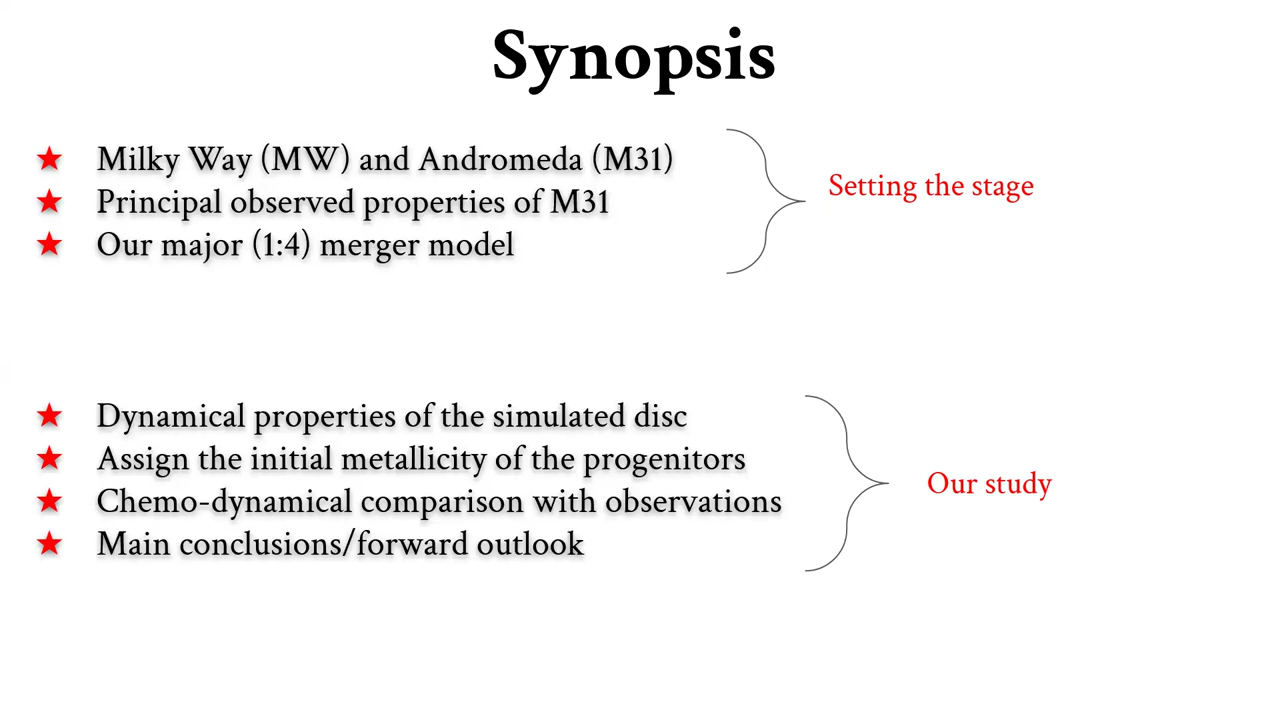 Synopsis
★ Milky Way (MW) and Andromeda (M31)
★ Principal observed properties of M31
★ Our major (1:4) merger model
Setting the stage
★ Dynamical properties of the simulated disc
★ Assign the initial metallicity of the progenitors
★ Chemo-dynamical comparison with observations
★ Main conclusions/forward outlook
Our study